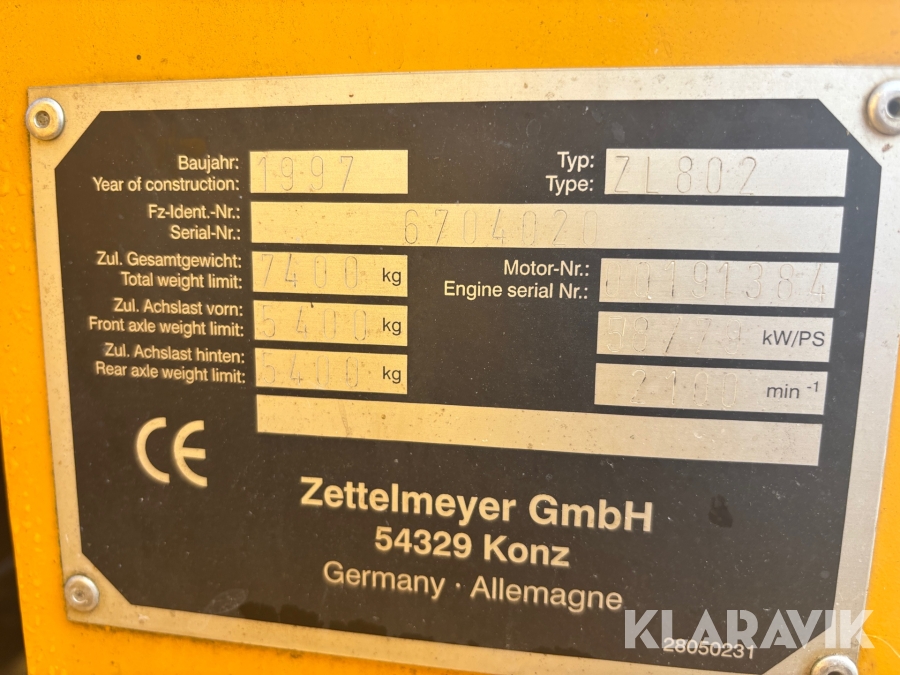 Baujahr: 1997 Typ: ZL802
Year of construction: Type:
Fz-Ident.-Nr.: 6704020
Serial-Nr.:
Zul. Gesamtgewicht: 7400 kg Motor-Nr.: 00191384
Total weight limit: Engine serial Nr.:
Zul. Achslast vorn: 5400 kg kW/PS
Front axle weight limit:
Zul. Achslast hinten: 5400 kg 2100 min -1
Rear axle weight limit:
CE
Zettelmeyer GmbH
54329 Konz
Germany · Allemagne
28050231
KLARAVIK